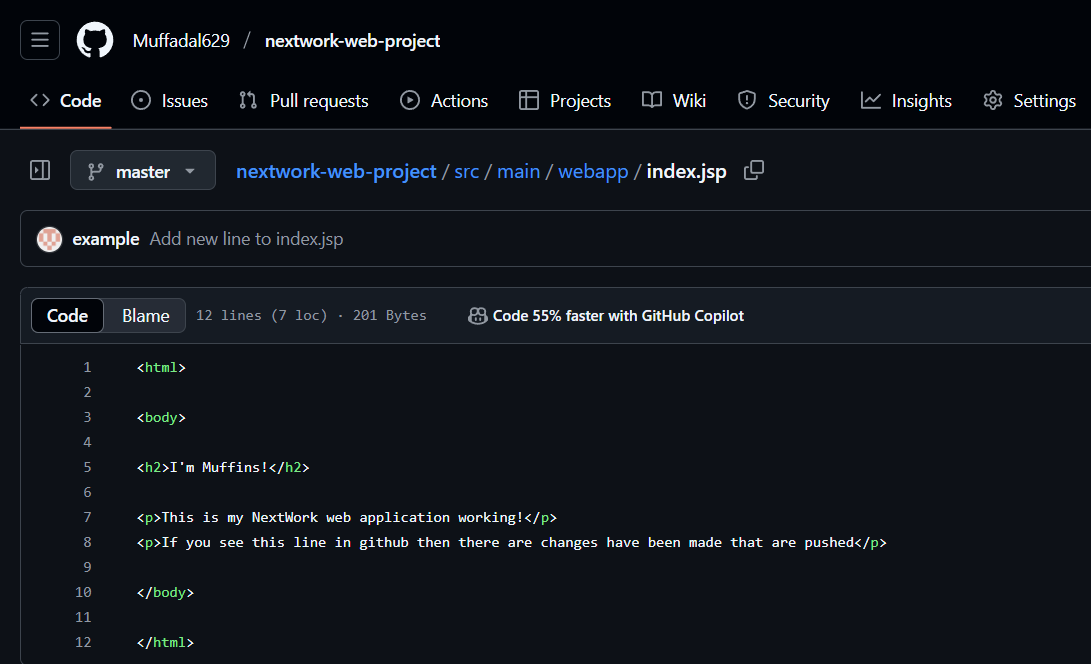 Muffadal629 / nextwork-web-project
Code Issues Pull requests Actions Projects Wiki Security Insights Settings
master nextwork-web-project / src / main / webapp / index.jsp
example Add new line to index.jsp
Code Blame 12 lines (7 loc) · 201 Bytes Code 55% faster with GitHub Copilot
1 <html>
2
3 <body>
4
5 <h2>I'm Muffins!</h2>
6
7 <p>This is my NextWork web application working!</p>
8 <p>If you see this line in github then there are changes have been made that are pushed</p>
9
10 </body>
11
12 </html>